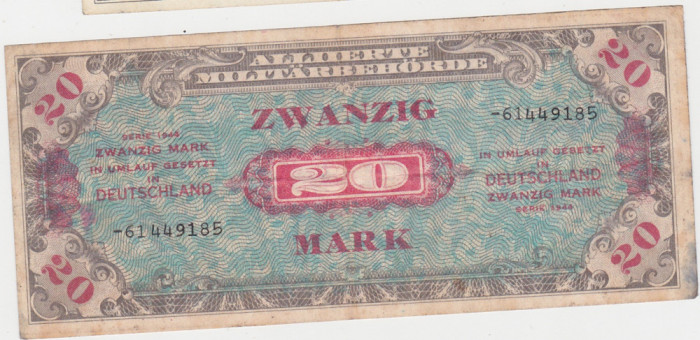 20
ALLIIERTE
MILITÄRBEHÖRDE
20
ZWANZIG
-61449185
SERIE 1944
ZWANZIG MARK
IN UMLAUF GESETZT
IN
DEUTSCHLAND
20
IN UMLAUF GESETZT
IN
DEUTSCHLAND
ZWANZIG MARK
SERIE 1944
-61449185
MARK
20
20